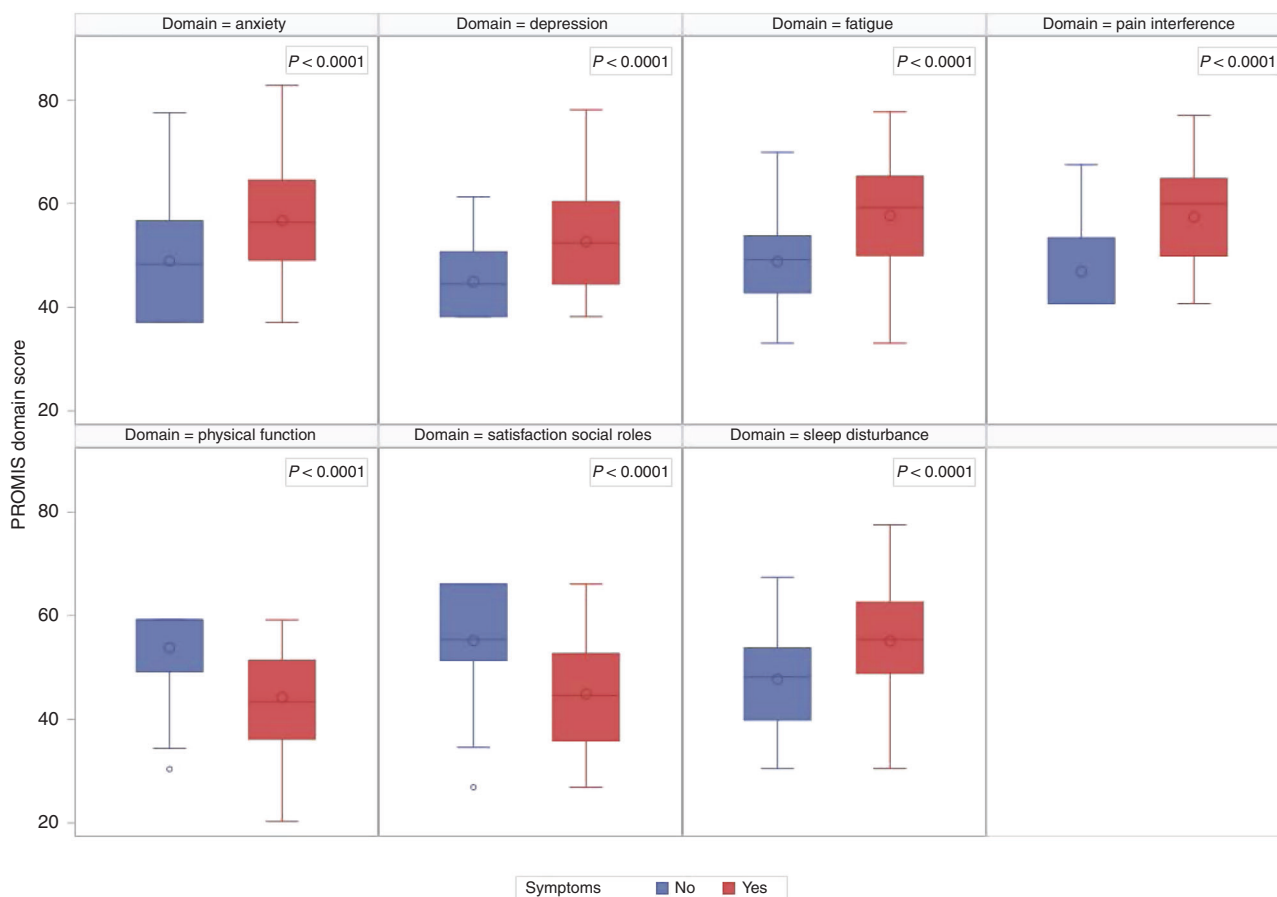 Domain = anxiety
Domain = depression
Domain = fatigue
Domain = pain interference
P < 0.0001
P < 0.0001
P < 0.0001
P < 0.0001
80
60
40
20
PROMIS domain score
Domain = physical function
Domain = satisfaction social roles
Domain = sleep disturbance
P < 0.0001
P < 0.0001
P < 0.0001
80
60
40
20
Symptoms No Yes